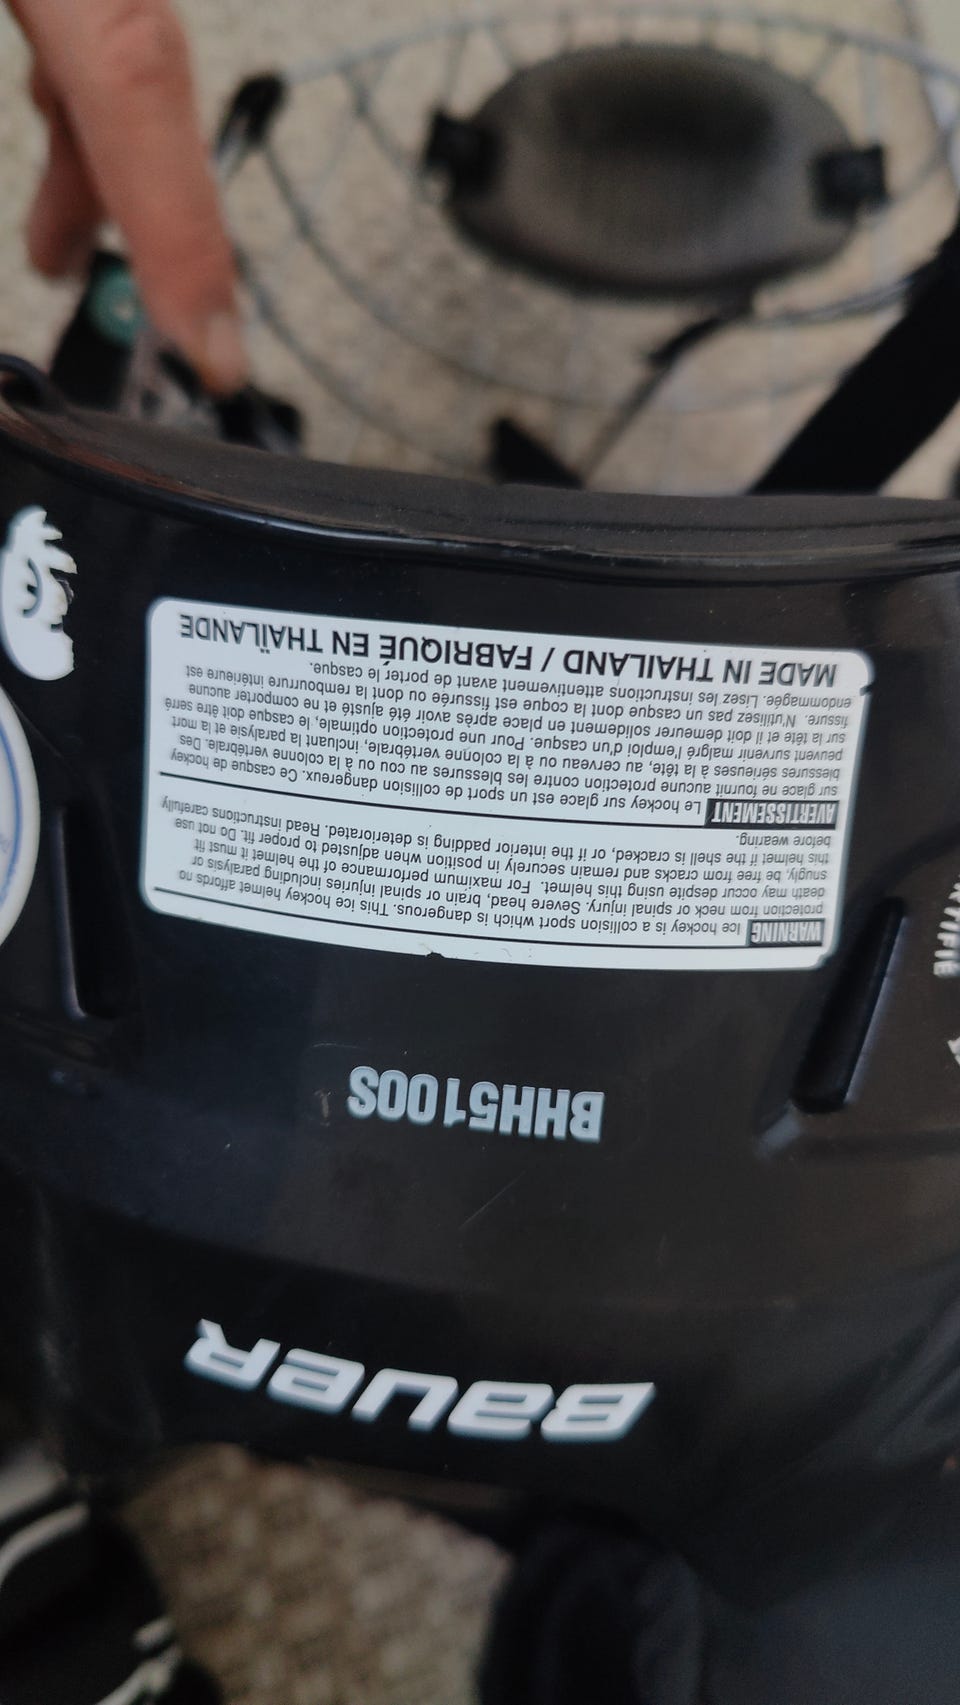 BAUER
BHH5100S
WARNING Ice hockey is a collision sport which is dangerous. This ice hockey helmet affords no
protection from neck or spinal injury. Severe head, brain or spinal injuries including paralysis or
death may occur despite using this helmet. For maximum performance of the helmet it must fit
snugly, be free from cracks and remain securely in position when adjusted to proper fit. Do not use
this helmet if the shell is cracked, or if the interior padding is deteriorated. Read instructions carefully
before wearing.
AVERTISSEMENT Le hockey sur glace est un sport de collision dangereux. Ce casque de hockey
sur glace ne fournit aucune protection contre les blessures au cou ou à la colonne vertébrale. Des
blessures sérieuses à la tête, au cerveau ou à la colonne vertébrale, incluant la paralysie et la mort
peuvent survenir malgré l'emploi d'un casque. Pour une protection optimale, le casque doit être serré
sur la tête et il doit demeurer solidement en place après avoir été ajusté et ne comporter aucune
fissure. N'utilisez pas un casque dont la coque est fissurée ou dont la rembourrure intérieure est
endommagée. Lisez les instructions attentivement avant de porter le casque.
MADE IN THAILAND / FABRIQUÉ EN THAÏLANDE